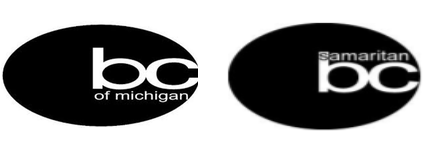 bc
of michigan
samaritan
bc